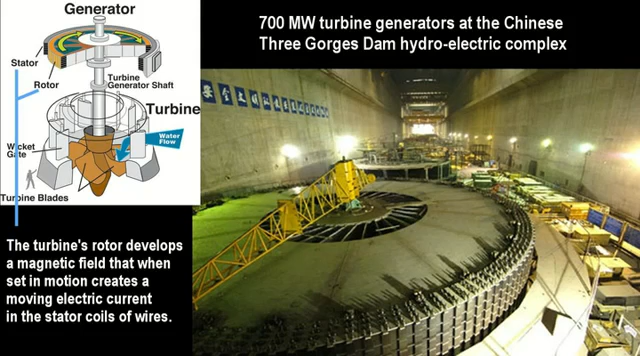 Generator
Stator
Rotor
Turbine
Generator Shaft
Turbine
Water
Flow
Wicket
Gate
Turbine Blades
700 MW turbine generators at the Chinese
Three Gorges Dam hydro-electric complex
The turbine's rotor develops
a magnetic field that when
set in motion creates a
moving electric current
in the stator coils of wires.